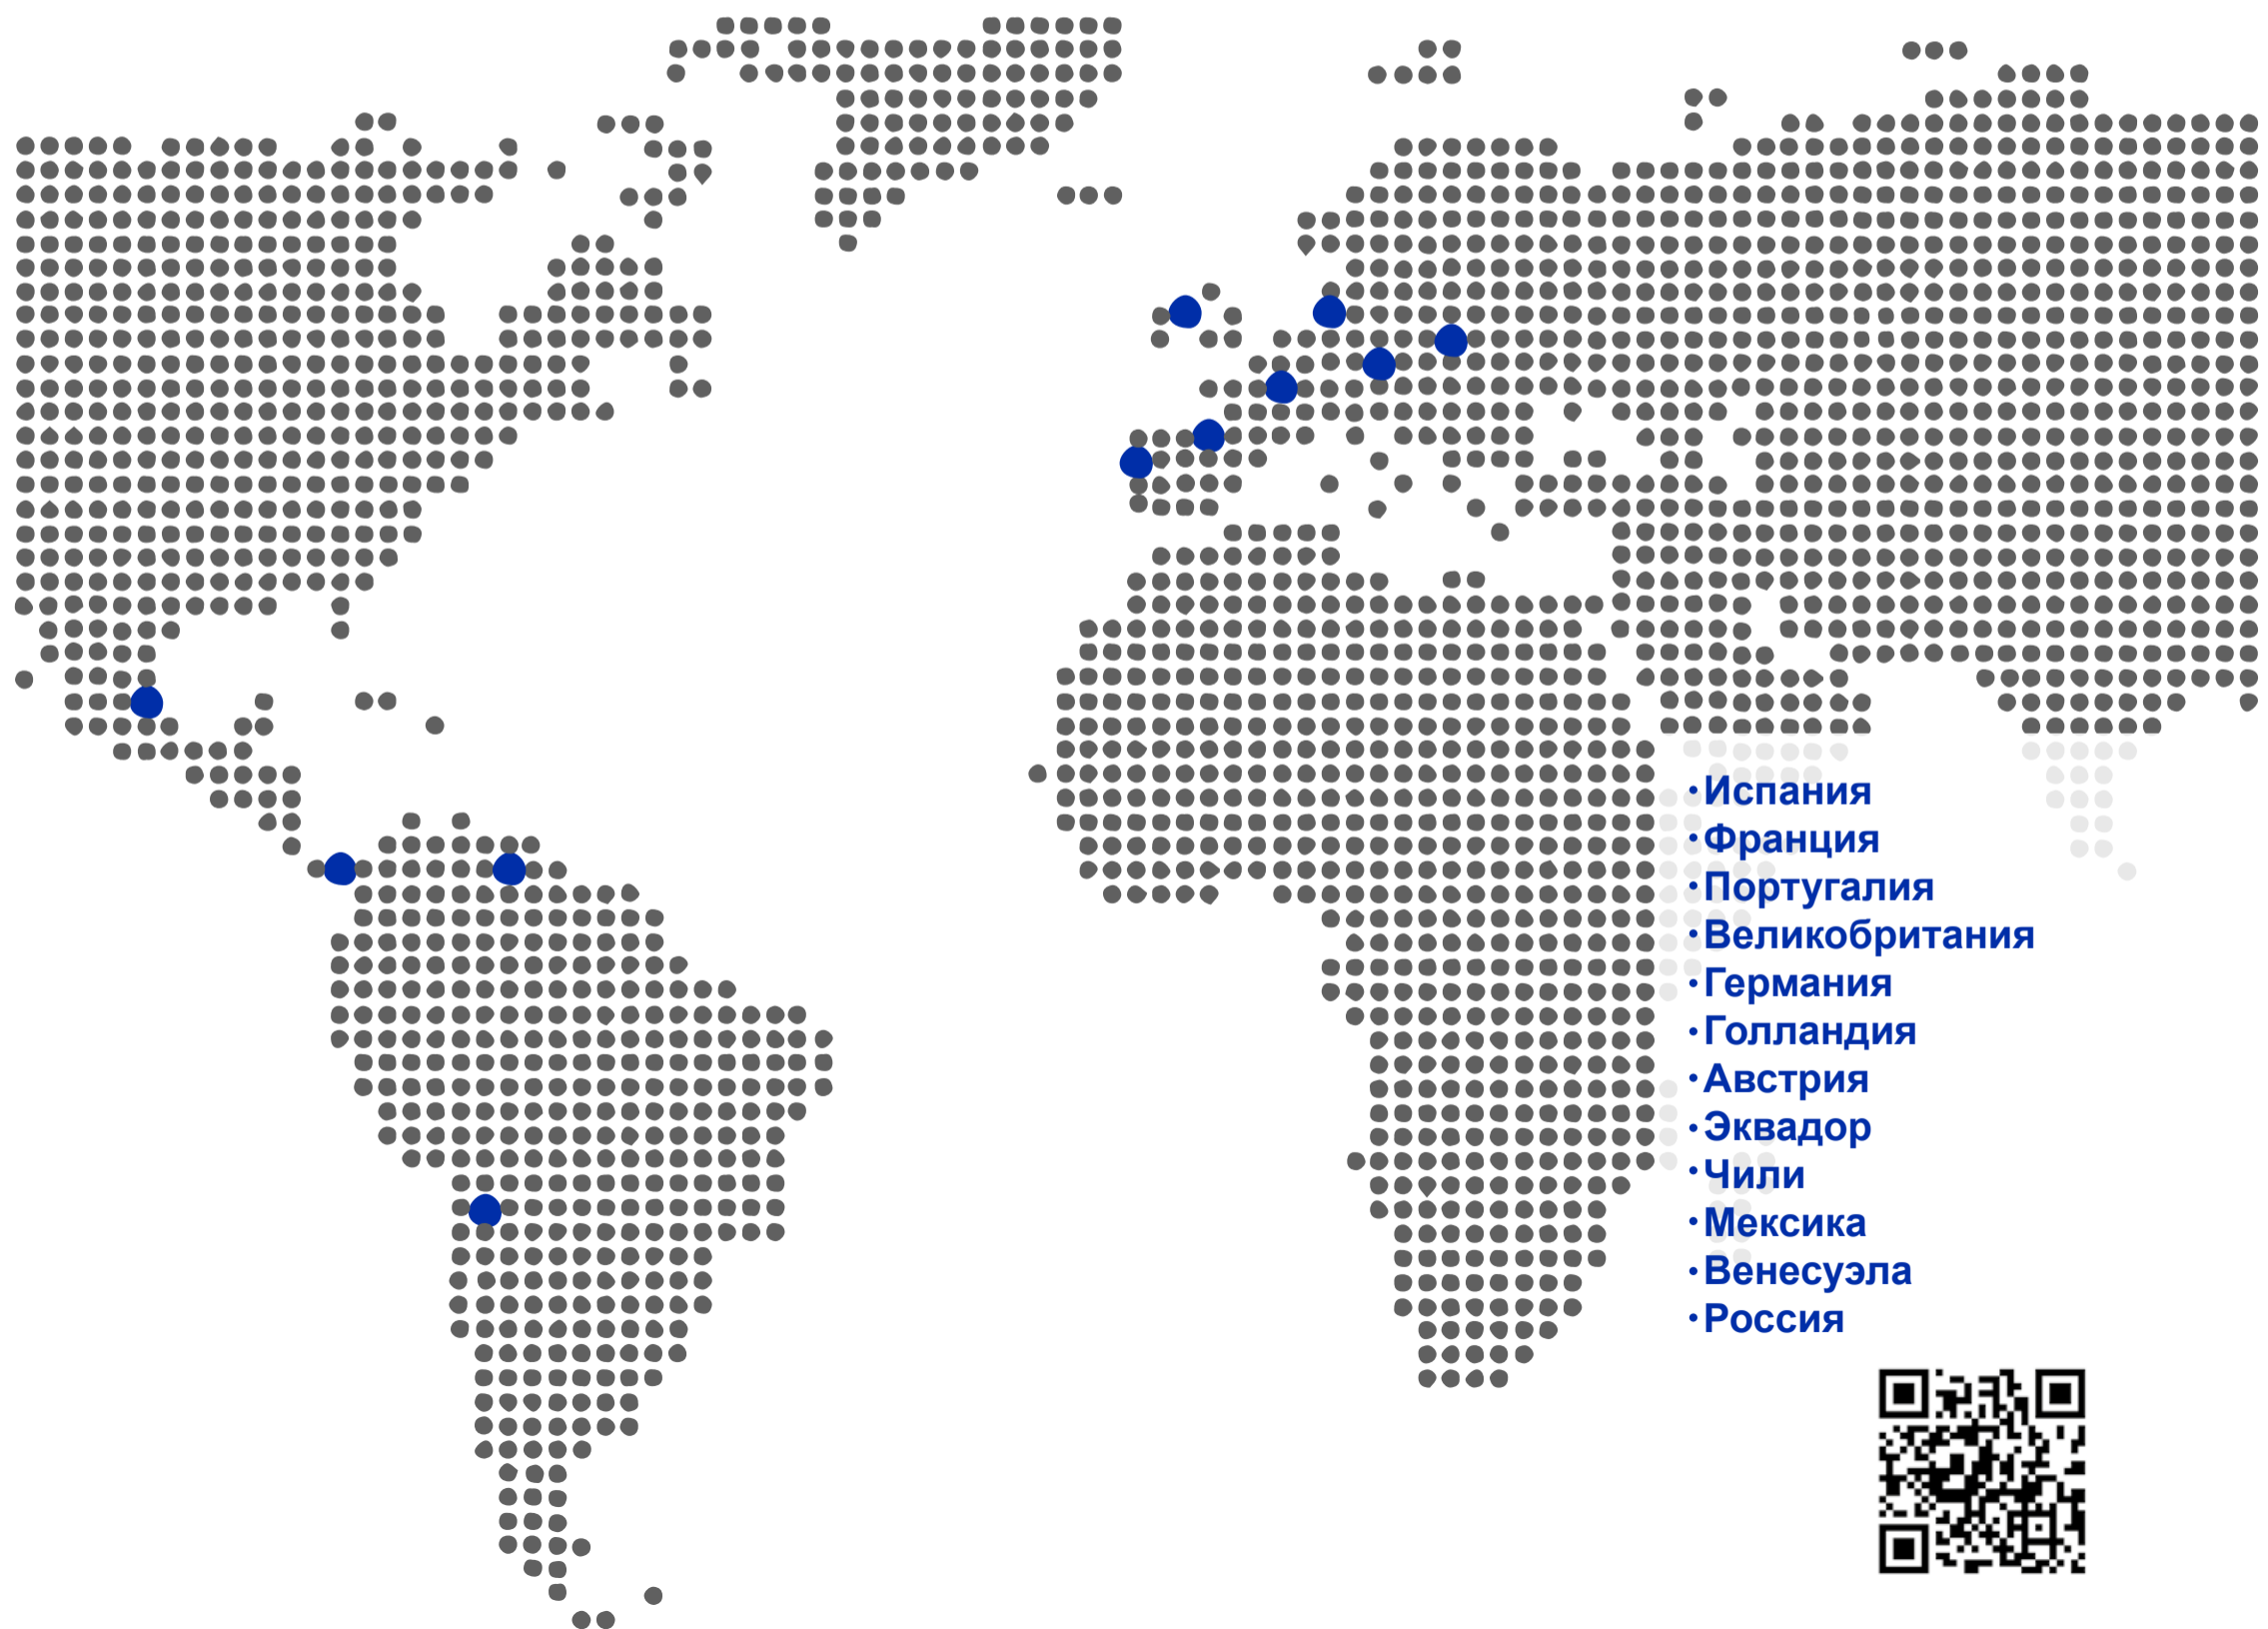 · Испания
· Франция
· Португалия
· Великобритания
· Германия
· Голландия
· Австрия
· Эквадор
· Чили
· Мексика
· Венесуэла
· Россия